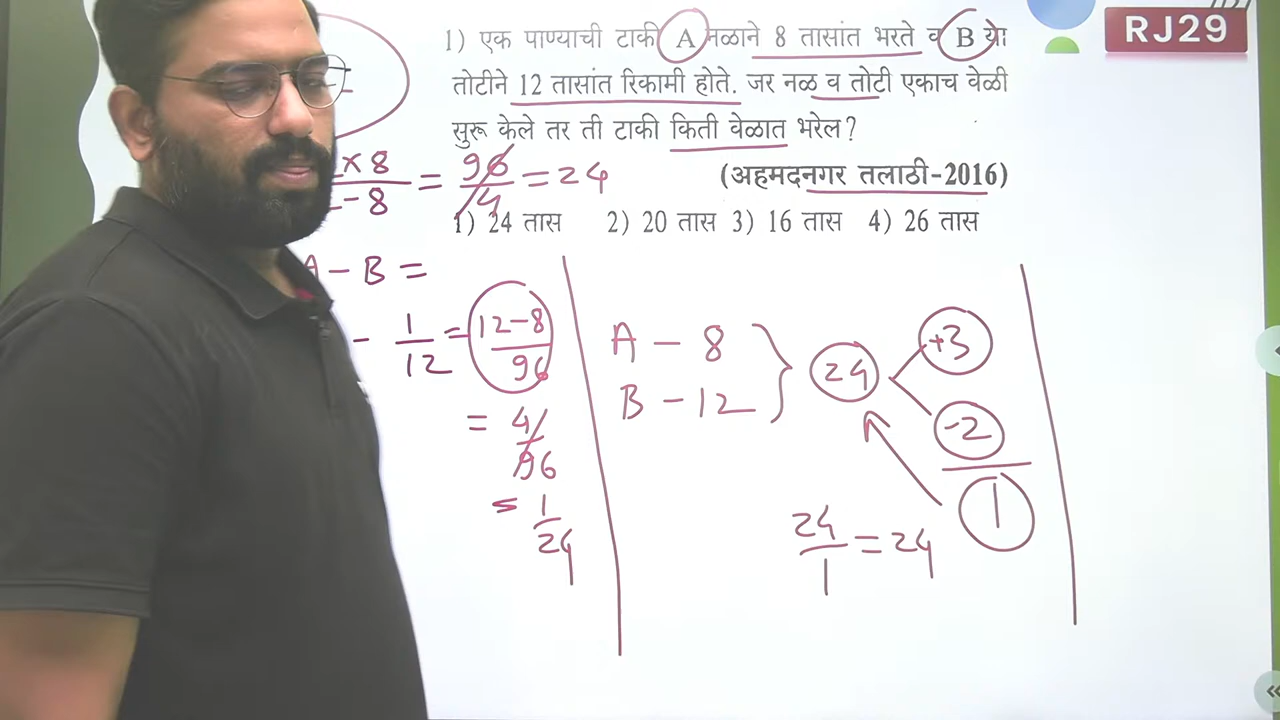 RJ29
1) एक पाण्याची टाकी A नळाने 8 तासांत भरते व B या
तोटीने 12 तासांत रिकामी होते. जर नळ व तोटी एकाच वेळी
सुरू केले तर ती टाकी किती वेळात भरेल?
(अहमदनगर तलाठी-2016)
× 8 / - 8 = 96/4 = 24
1) 24 तास 2) 20 तास 3) 16 तास 4) 26 तास
A - B =
- 1/12 = 12-8/96
= 4/96
= 1/24
A - 8
B - 12
24
+3
-2
1
24/1 = 24